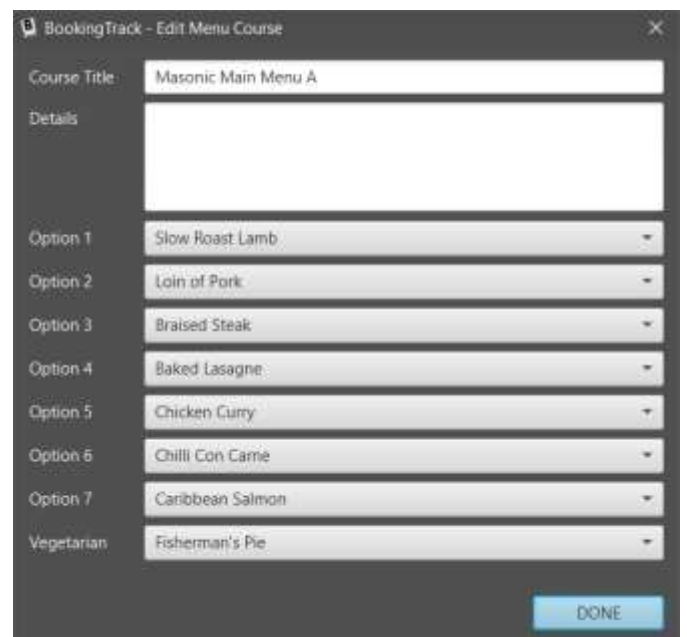 BookingTrack - Edit Menu Course
Course Title Masonic Main Menu A
Details
Option 1 Slow Roast Lamb
Option 2 Loin of Pork
Option 3 Braised Steak
Option 4 Baked Lasagne
Option 5 Chicken Curry
Option 6 Chilli Con Carne
Option 7 Caribbean Salmon
Vegetarian Fisherman's Pie
DONE